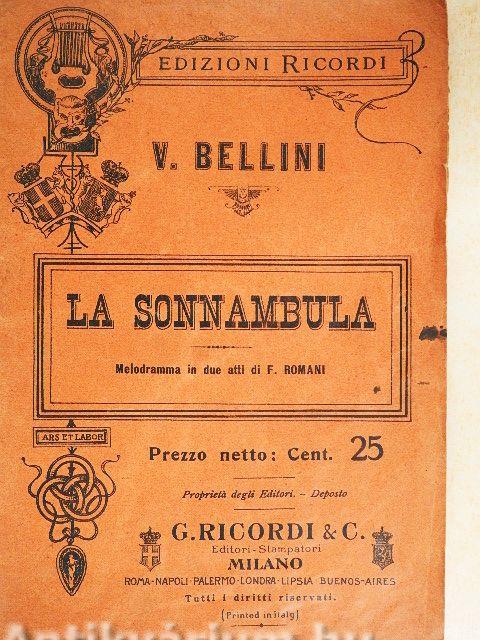 EDIZIONI RICORDI
V. BELLINI
LA SONNAMBULA
Melodramma in due atti di F. ROMANI
ARS ET LABOR
Prezzo netto: Cent. 25
Proprietà degli Editori. - Deposto
G. RICORDI & C.
Editori-Stampatori
MILANO
ROMA-NAPOLI-PALERMO-LONDRA-LIPSIA BUENOS-AIRES
Tutti i diritti riservati.
(Printed in italy)